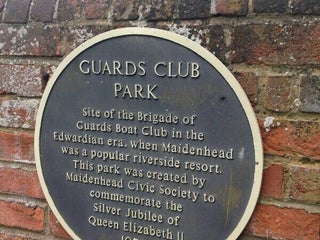 GUARDS CLUB
PARK
Site of the Brigade of
Guards Boat Club in the
Edwardian era, when Maidenhead
was a popular riverside resort.
This park was created by
Maidenhead Civic Society to
commemorate the
Silver Jubilee of
Queen Elizabeth II